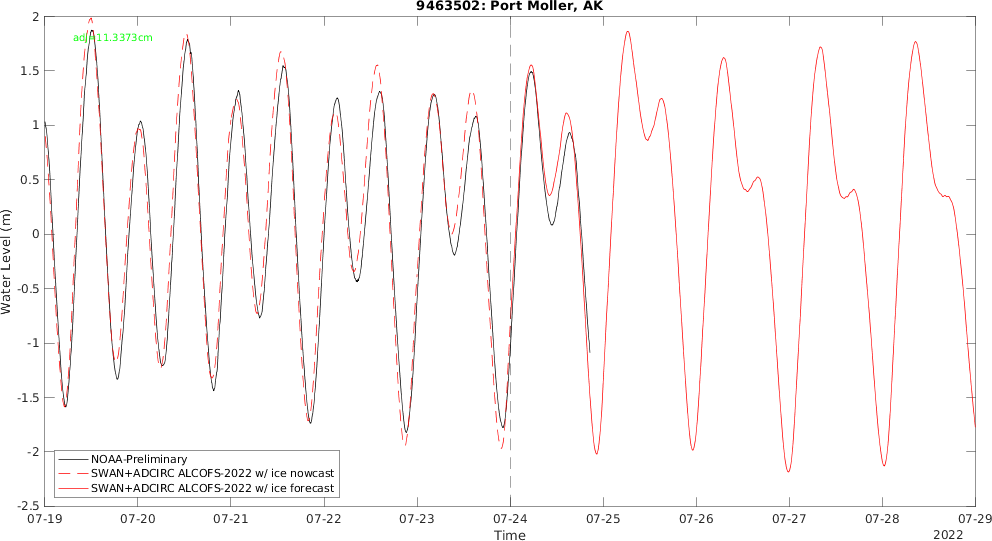 9463502: Port Moller, AK
adj=11.3373cm
Water Level (m)
2
1.5
1
0.5
0
-0.5
-1
-1.5
-2
-2.5
NOAA-Preliminary
SWAN+ADCIRC ALCOFS-2022 w/ ice nowcast
SWAN+ADCIRC ALCOFS-2022 w/ ice forecast
07-19 07-20 07-21 07-22 07-23 07-24 07-25 07-26 07-27 07-28 07-29
Time
2022